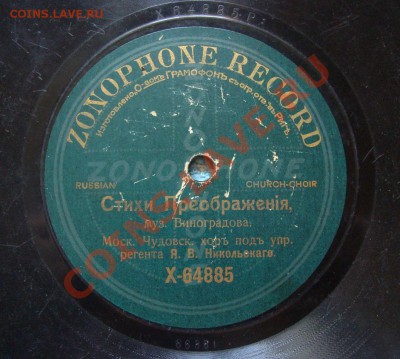 COINS.LAVE.RU
COINS.LAVE.RU
ZONOPHONE RECORD
ZONOPHONE
RUSSIAN
CHURCH-CHOIR
Стихи Преображенія,
муз. Виноградова,
Моск. Чудовск. хоръ подъ упр.
регента Я. В. Никольскаго
X-64885